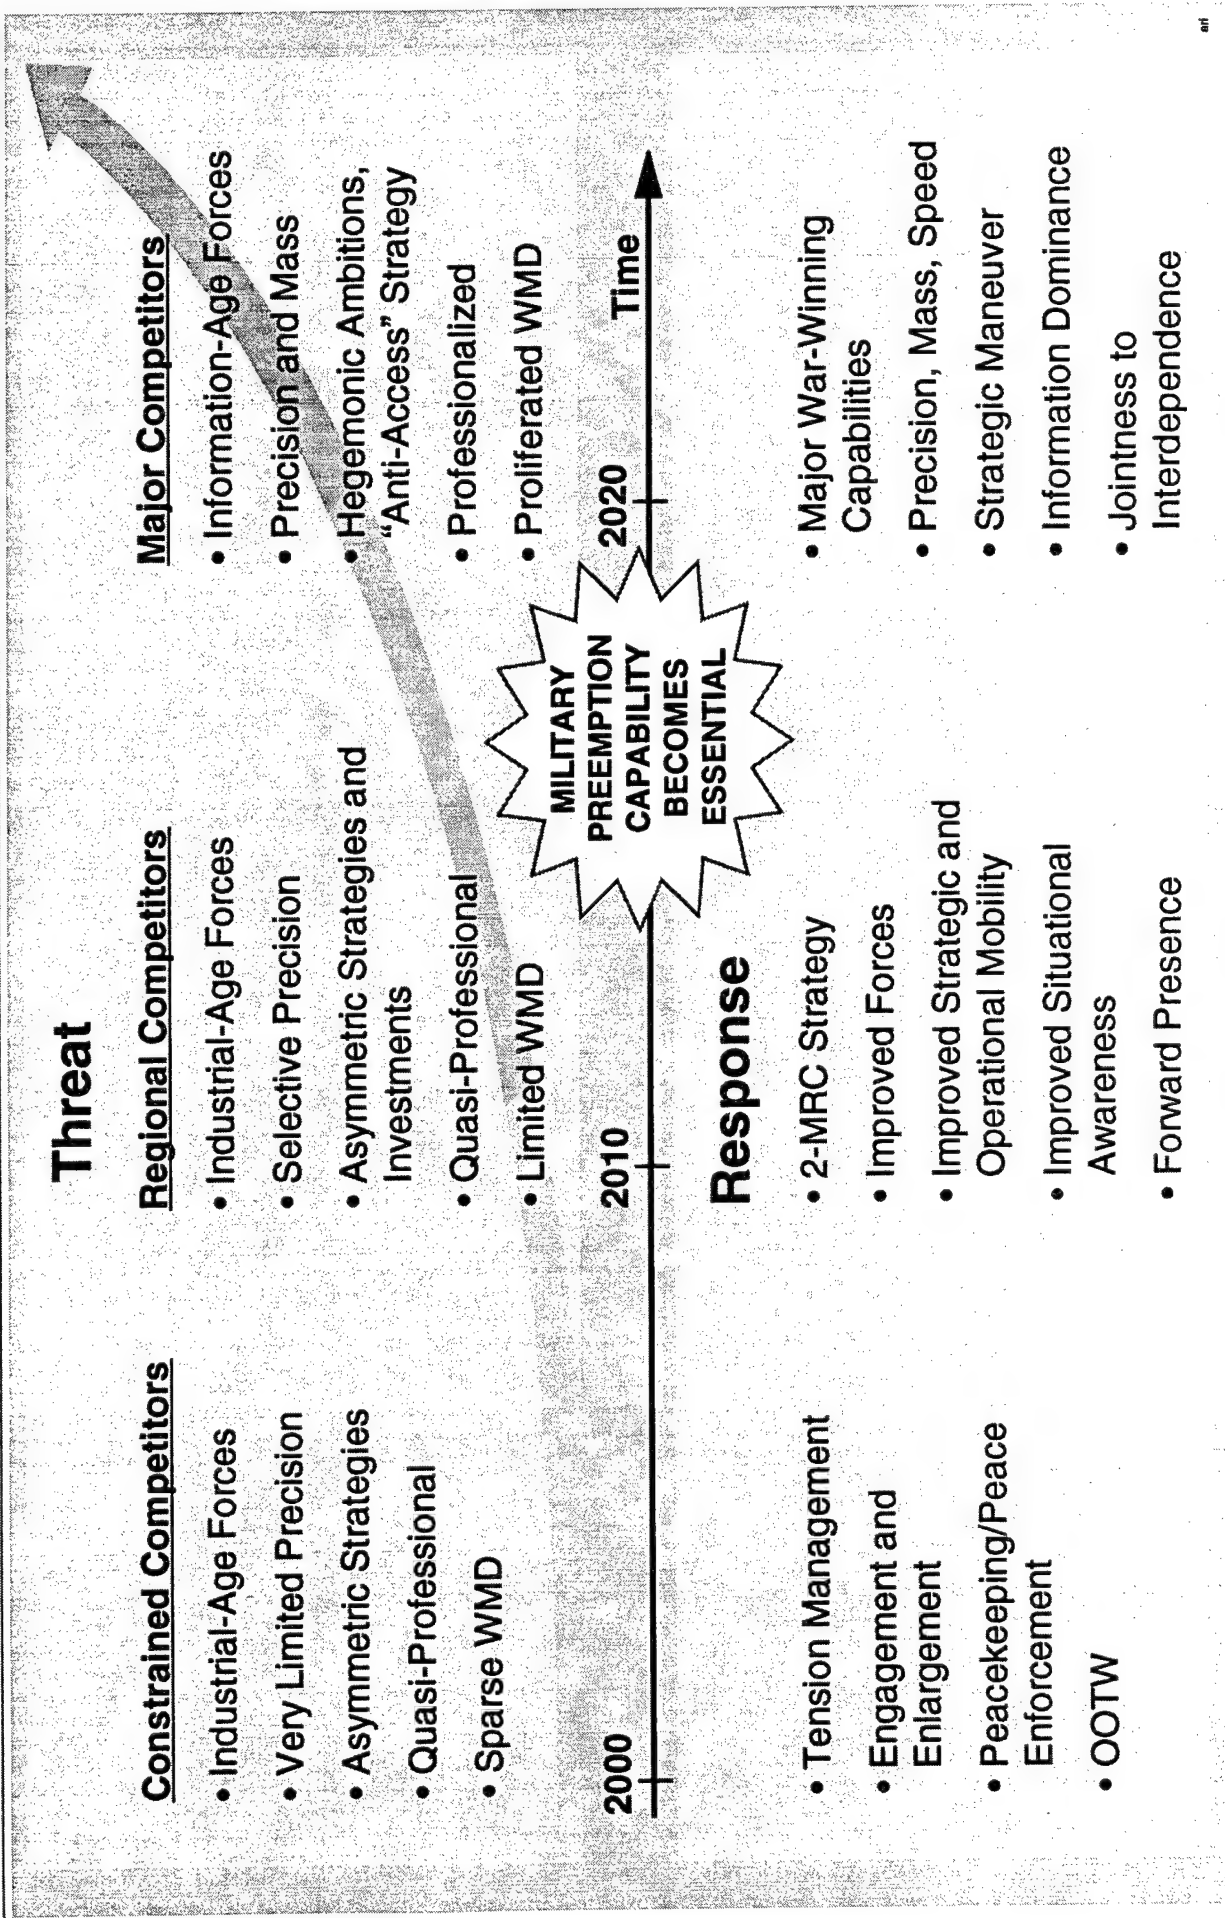 Threat
Constrained Competitors
• Industrial-Age Forces
• Very Limited Precision
• Asymmetric Strategies
• Quasi-Professional
• Sparse WMD
Regional Competitors
• Industrial-Age Forces
• Selective Precision
• Asymmetric Strategies and
Investments
• Quasi-Professional
• Limited WMD
Major Competitors
• Information-Age Forces
• Precision and Mass
• Hegemonic Ambitions,
“Anti-Access” Strategy
• Professionalized
• Proliferated WMD
2000
2010
MILITARY
PREEMPTION
CAPABILITY
BECOMES
ESSENTIAL
2020
Time
Response
• Tension Management
• Engagement and
Enlargement
• Peacekeeping/Peace
Enforcement
• OOTW
• 2-MRC Strategy
• Improved Forces
• Improved Strategic and
Operational Mobility
• Improved Situational
Awareness
• Forward Presence
• Major War-Winning
Capabilities
• Precision, Mass, Speed
• Strategic Maneuver
• Information Dominance
• Jointness to
Interdependence
ari